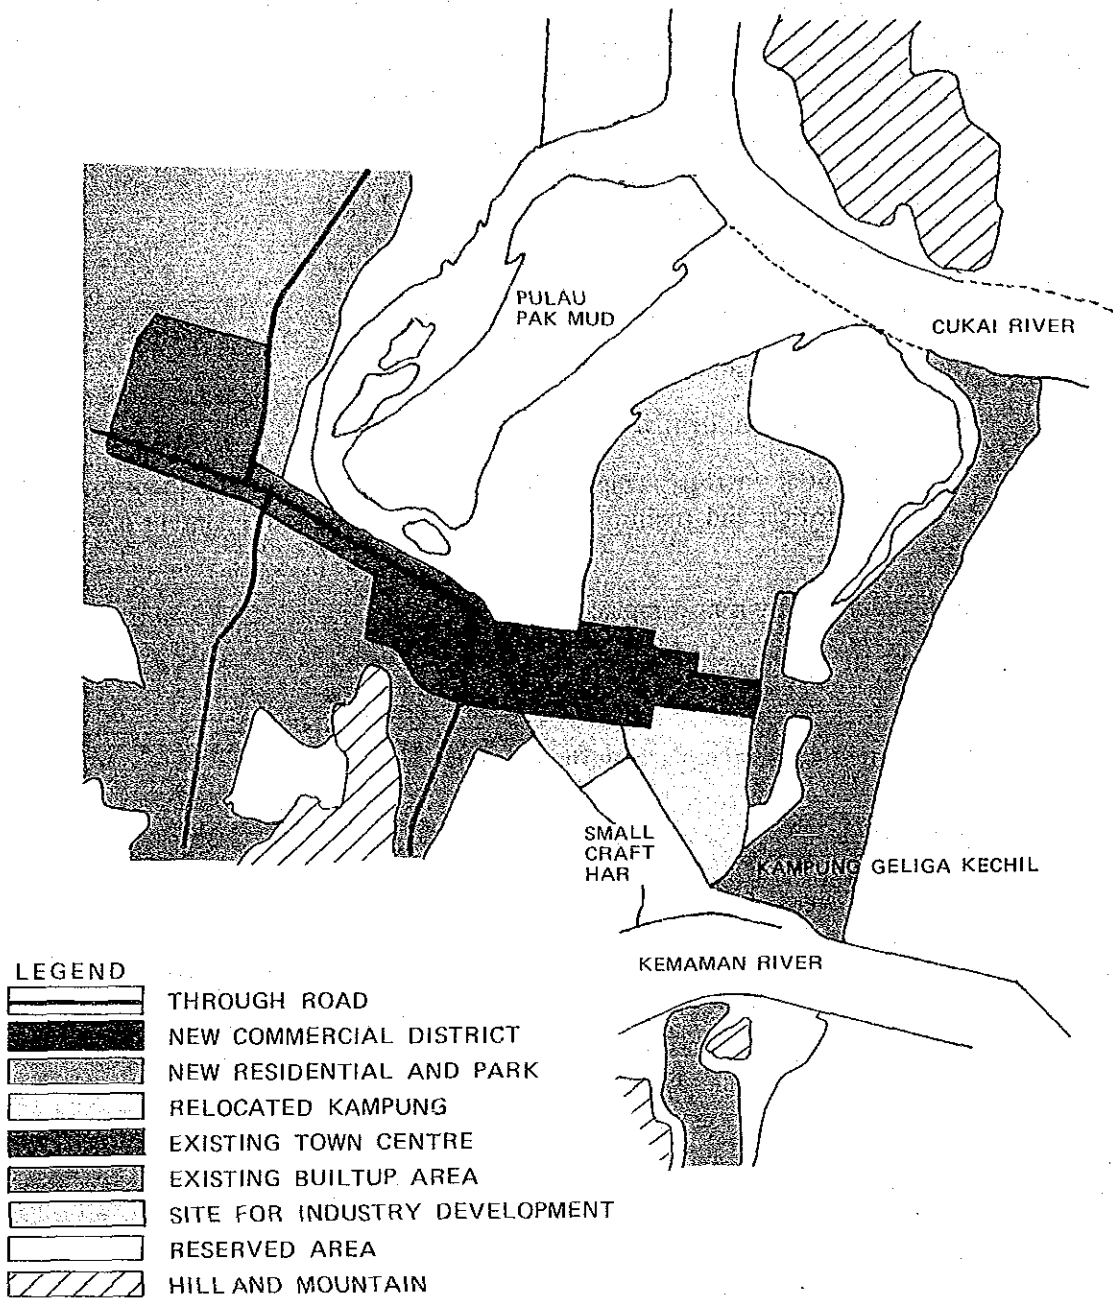 PULAU
PAK MUD
CUKAI RIVER
SMALL
CRAFT
HAR
KAMPUNG GELIGA KECHIL
KEMAMAN RIVER
LEGEND
THROUGH ROAD
NEW COMMERCIAL DISTRICT
NEW RESIDENTIAL AND PARK
RELOCATED KAMPUNG
EXISTING TOWN CENTRE
EXISTING BUILTUP AREA
SITE FOR INDUSTRY DEVELOPMENT
RESERVED AREA
HILL AND MOUNTAIN